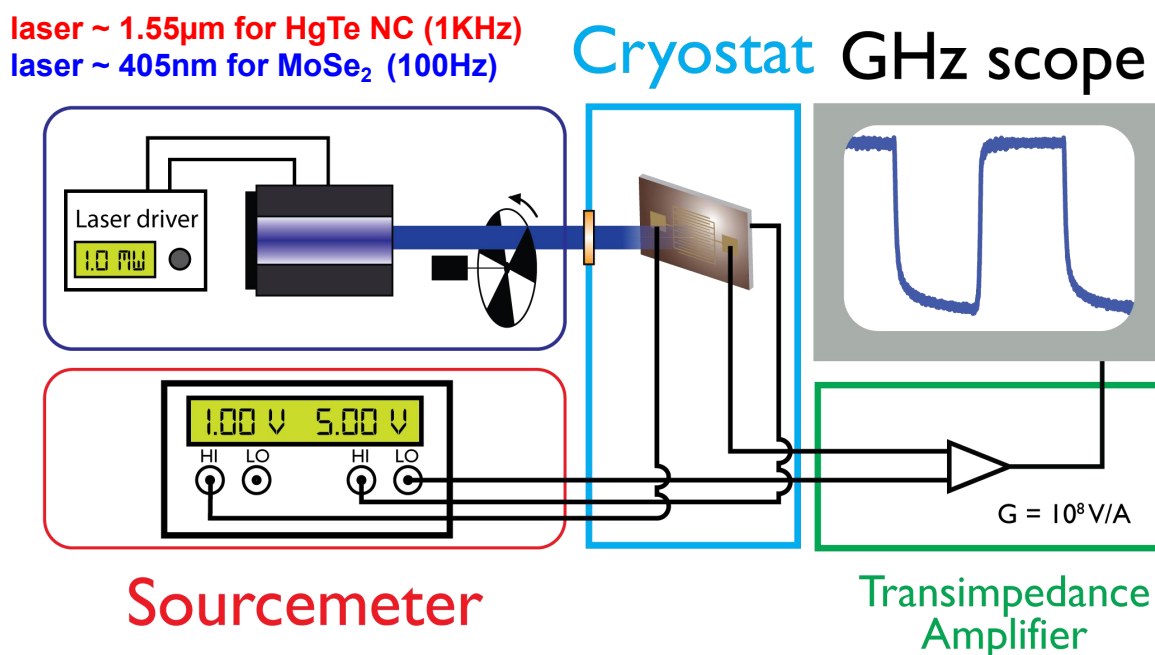 laser ~ 1.55µm for HgTe NC (1KHz)
laser ~ 405nm for MoSe₂ (100Hz)
Cryostat
GHz scope
Laser driver
1.0 mW
1.00 V 5.00 V
HI LO HI LO
G = 10⁸ V/A
Sourcemeter
Transimpedance
Amplifier